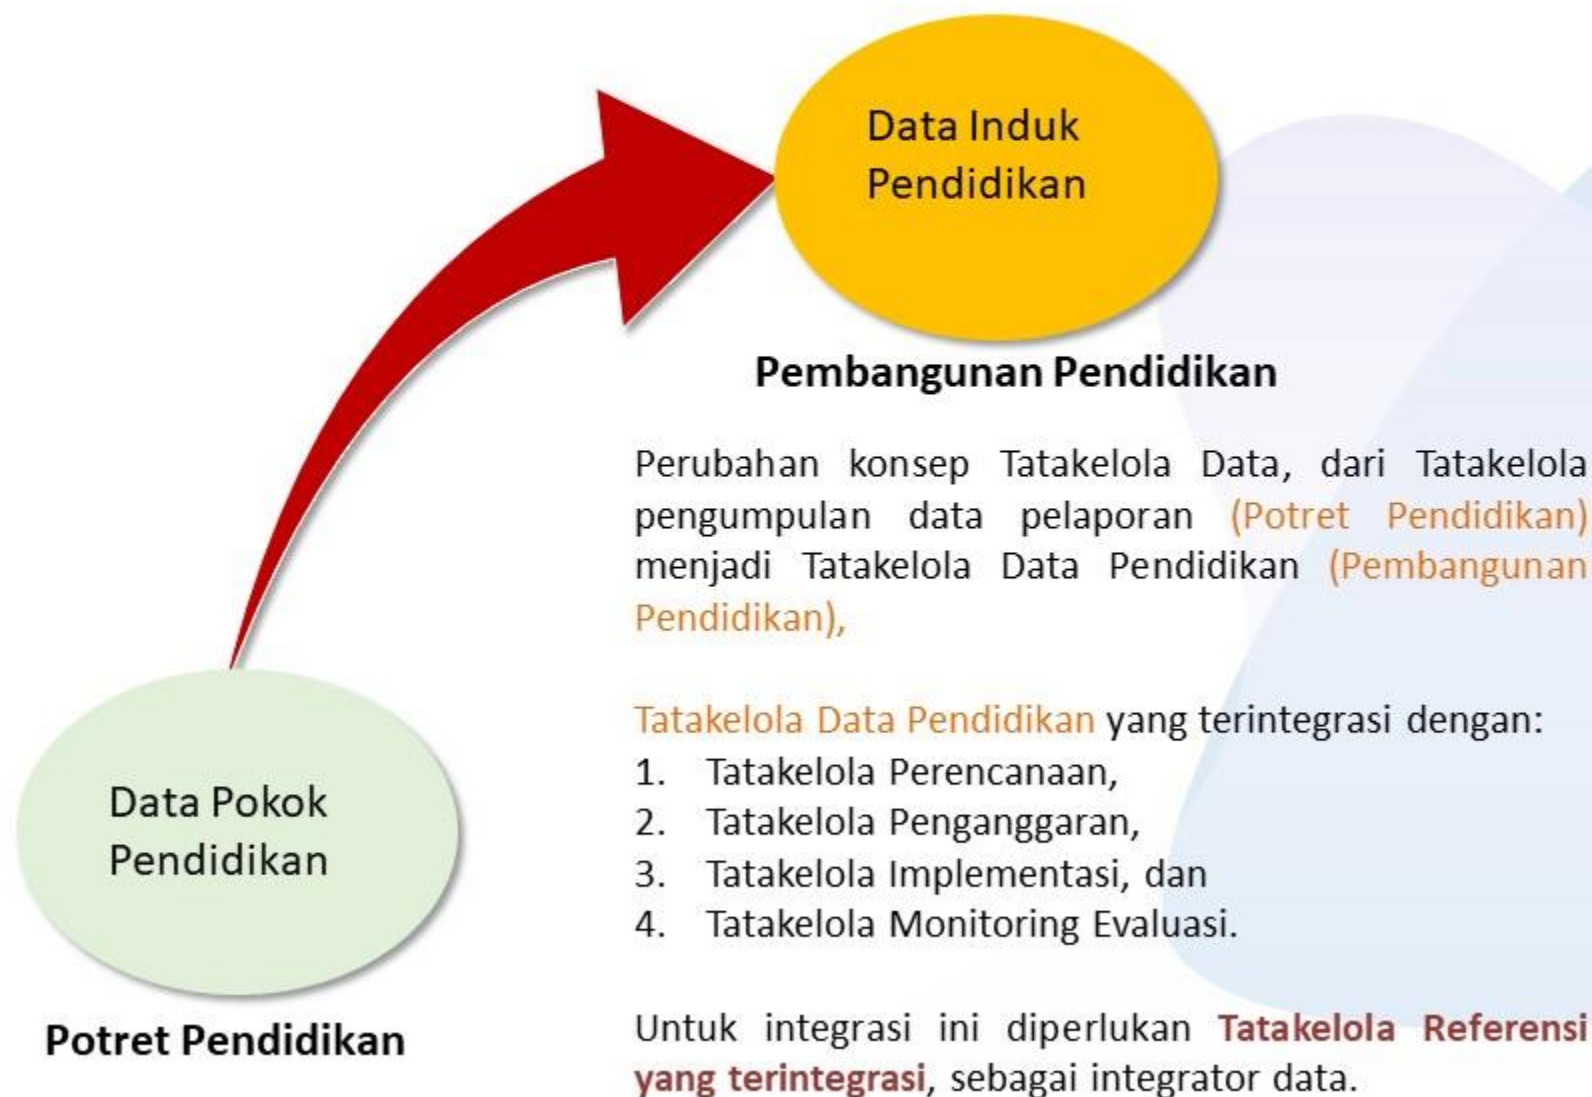 Data Induk
Pendidikan
Pembangunan Pendidikan
Perubahan konsep Tatakelola Data, dari Tatakelola
pengumpulan data pelaporan (Potret Pendidikan)
menjadi Tatakelola Data Pendidikan (Pembangunan
Pendidikan),
Tatakelola Data Pendidikan yang terintegrasi dengan:
1. Tatakelola Perencanaan,
2. Tatakelola Penganggaran,
3. Tatakelola Implementasi, dan
4. Tatakelola Monitoring Evaluasi.
Untuk integrasi ini diperlukan Tatakelola Referensi
yang terintegrasi, sebagai integrator data.
Data Pokok
Pendidikan
Potret Pendidikan